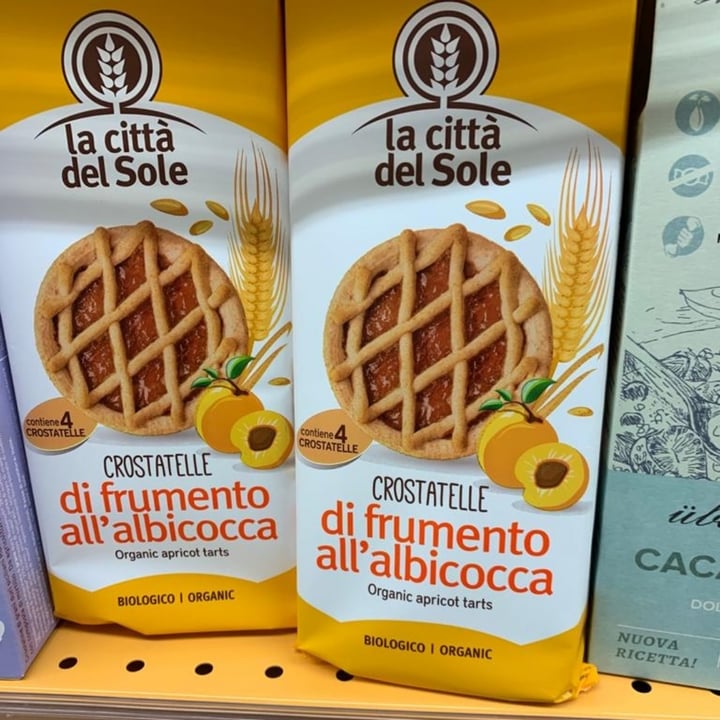 la città
del Sole
contiene 4
CROSTATELLE
CROSTATELLE
di frumento
all'albicocca
Organic apricot tarts
BIOLOGICO | ORGANIC
la città
del Sole
contiene 4
CROSTATELLE
CROSTATELLE
di frumento
all'albicocca
Organic apricot tarts
BIOLOGICO | ORGANIC
NUOVA
RICETTA!